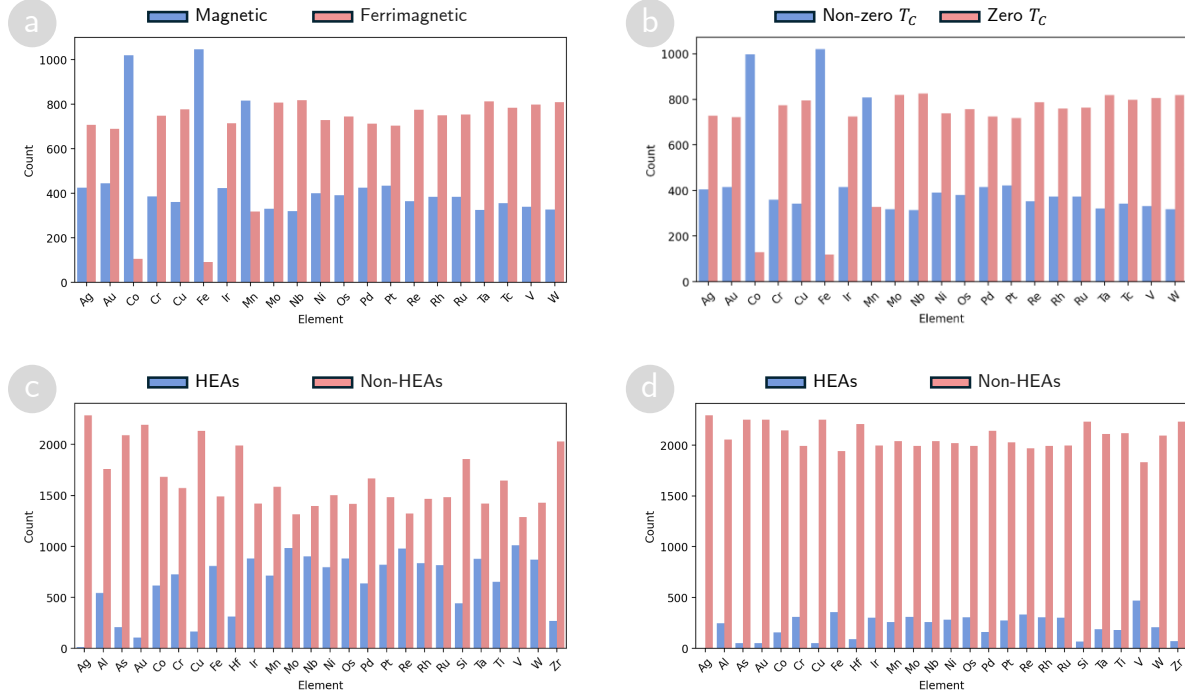 a
Magnetic
Ferrimagnetic
1000
800
600
400
200
0
Count
Ag Au Co Cr Cu Fe Ir Mn Mo Nb Ni Os Pd Pt Re Rh Ru Ta Tc V W
Element
b
Non-zero T_C
Zero T_C
1000
800
600
400
200
0
Count
Ag Au Co Cr Cu Fe Ir Mn Mo Nb Ni Os Pd Pt Re Rh Ru Ta Tc V W
Element
c
HEAs
Non-HEAs
2000
1500
1000
500
0
Count
Ag Al As Au Co Cr Cu Fe Hf Ir Mn Mo Nb Ni Os Pd Pt Re Rh Ru Si Ta Ti V W Zr
Element
d
HEAs
Non-HEAs
2000
1500
1000
500
0
Count
Ag Al As Au Co Cr Cu Fe Hf Ir Mn Mo Nb Ni Os Pd Pt Re Rh Ru Si Ta Ti V W Zr
Element